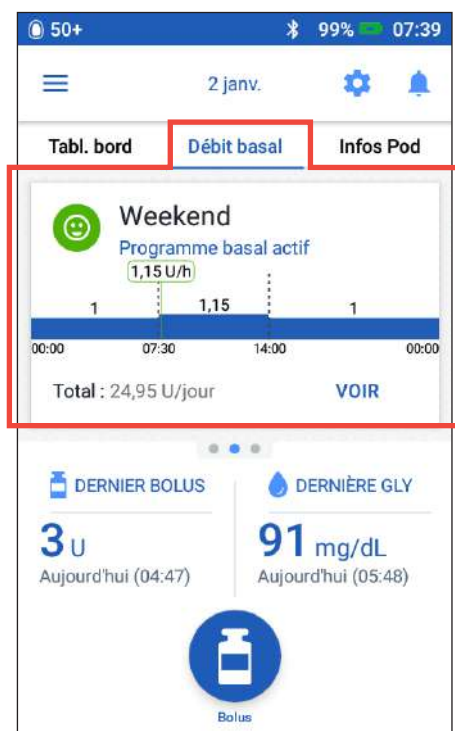 50+ 99% 07:39
2 janv.
Tabl. bord Débit basal Infos Pod
Weekend
Programme basal actif
1,15 U/h
1 1,15 1
00:00 07:30 14:00 00:00
Total : 24,95 U/jour VOIR
DERNIER BOLUS DERNIÈRE GLY
3 U 91 mg/dL
Aujourd'hui (04:47) Aujourd'hui (05:48)
Bolus